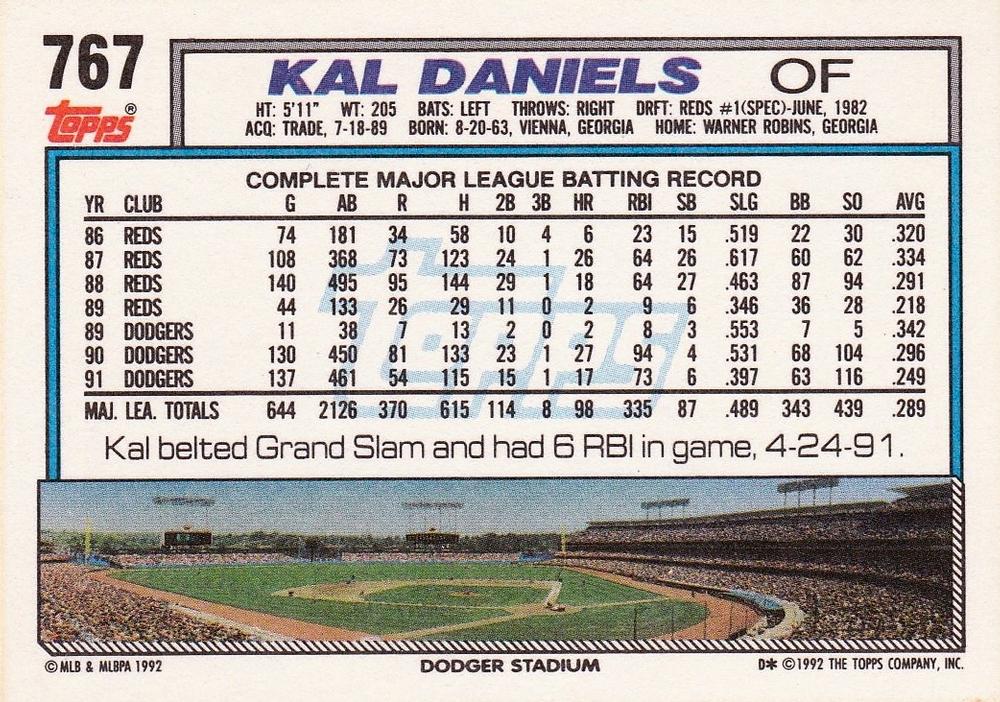 767
Topps®
KAL DANIELS OF
HT: 5'11" WT: 205 BATS: LEFT THROWS: RIGHT DRFT: REDS #1(SPEC)-JUNE, 1982
ACQ: TRADE, 7-18-89 BORN: 8-20-63, VIENNA, GEORGIA HOME: WARNER ROBINS, GEORGIA
COMPLETE MAJOR LEAGUE BATTING RECORD
YR CLUB G AB R H 2B 3B HR RBI SB SLG BB SO AVG
86 REDS 74 181 34 58 10 4 6 23 15 .519 22 30 .320
87 REDS 108 368 73 123 24 1 26 64 26 .617 60 62 .334
88 REDS 140 495 95 144 29 1 18 64 27 .463 87 94 .291
89 REDS 44 133 26 29 11 0 2 9 6 .346 36 28 .218
89 DODGERS 11 38 7 13 2 0 2 8 3 .553 7 5 .342
90 DODGERS 130 450 81 133 23 1 27 94 4 .531 68 104 .296
91 DODGERS 137 461 54 115 15 1 17 73 6 .397 63 116 .249
MAJ. LEA. TOTALS 644 2126 370 615 114 8 98 335 87 .489 343 439 .289
Topps
Kal belted Grand Slam and had 6 RBI in game, 4-24-91.
© MLB & MLBPA 1992 DODGER STADIUM D* © 1992 THE TOPPS COMPANY, INC.